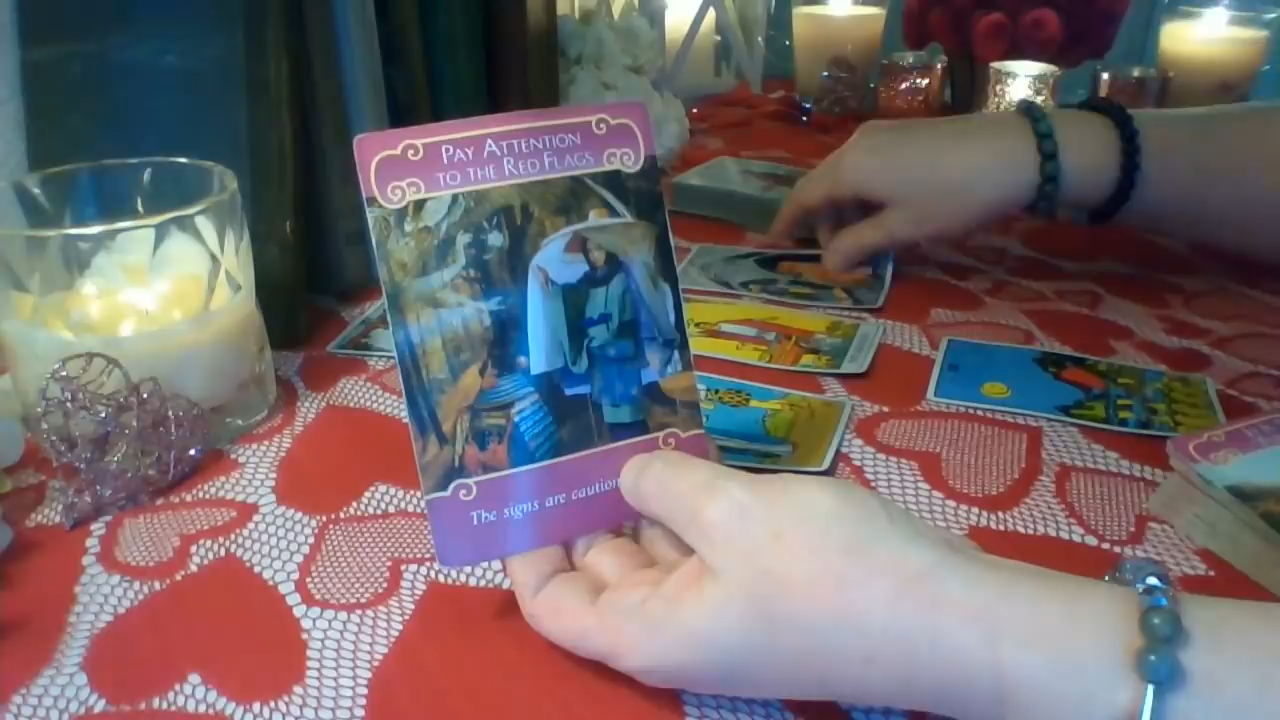 PAY ATTENTION
TO THE RED FLAGS
The signs are caution